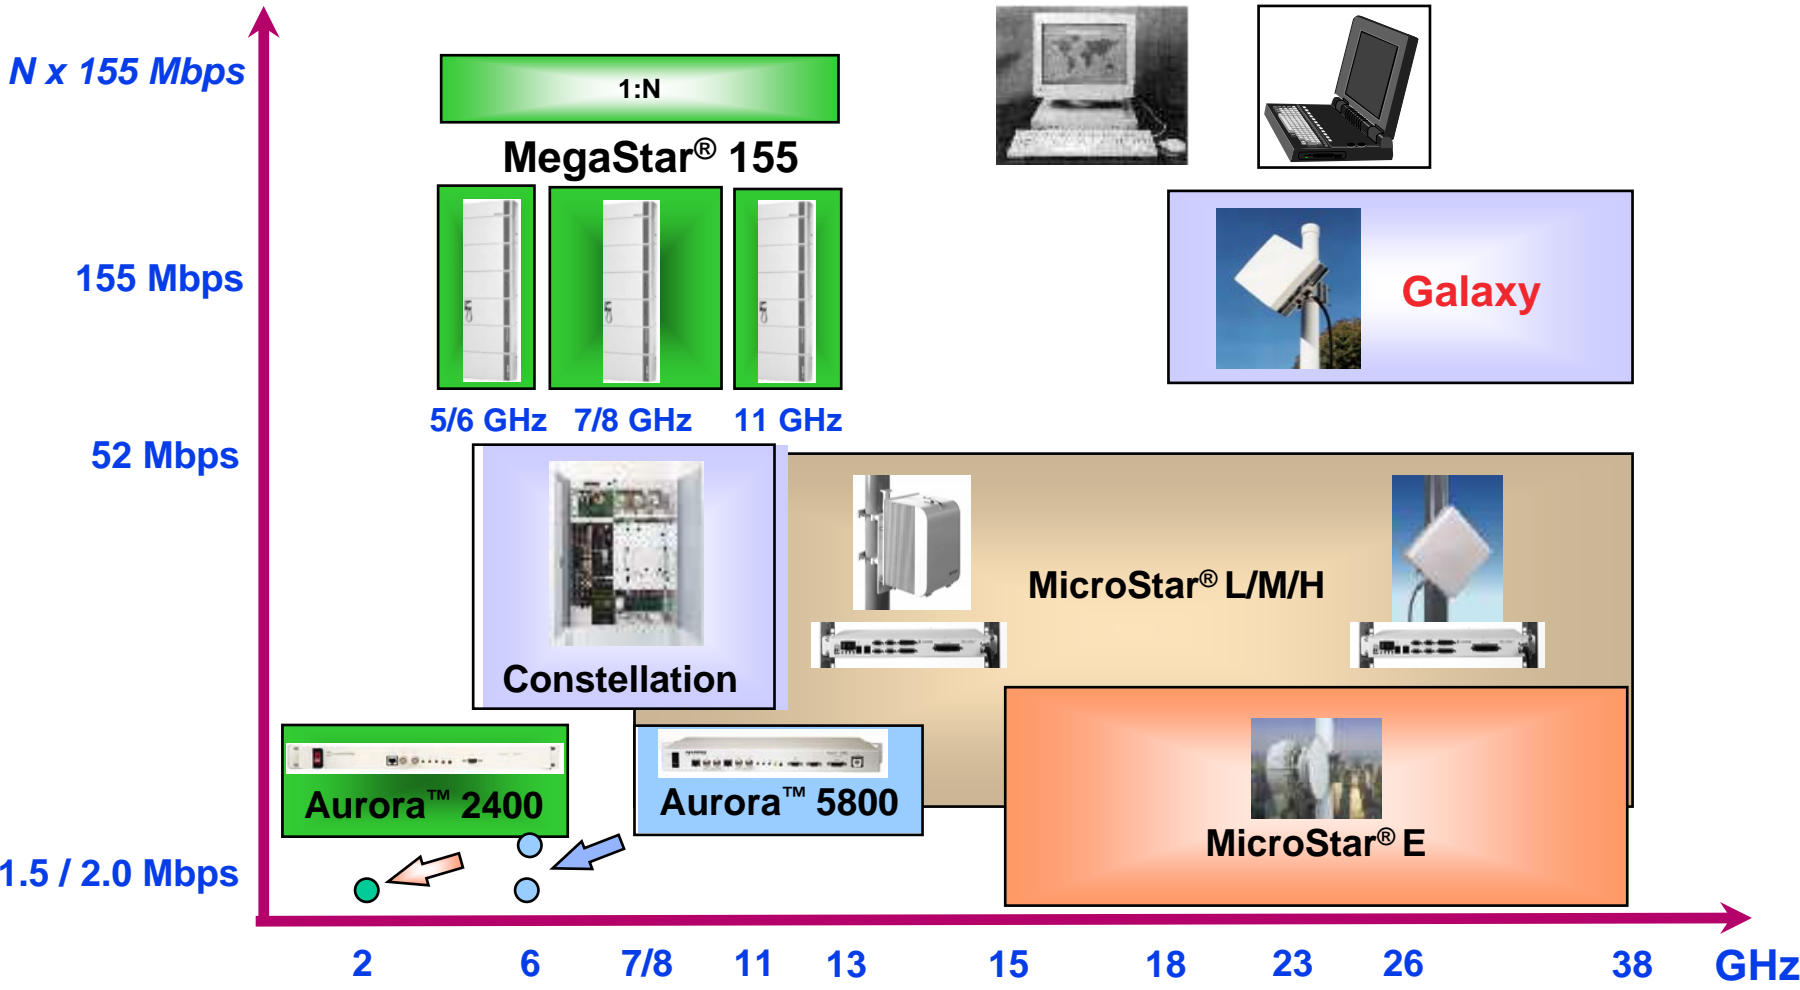 N x 155 Mbps
1:N
MegaStar® 155
155 Mbps
Galaxy
5/6 GHz
7/8 GHz
11 GHz
52 Mbps
MicroStar® L/M/H
Constellation
Aurora™ 2400
Aurora™ 5800
MicroStar® E
1.5 / 2.0 Mbps
2 6 7/8 11 13 15 18 23 26 38 GHz